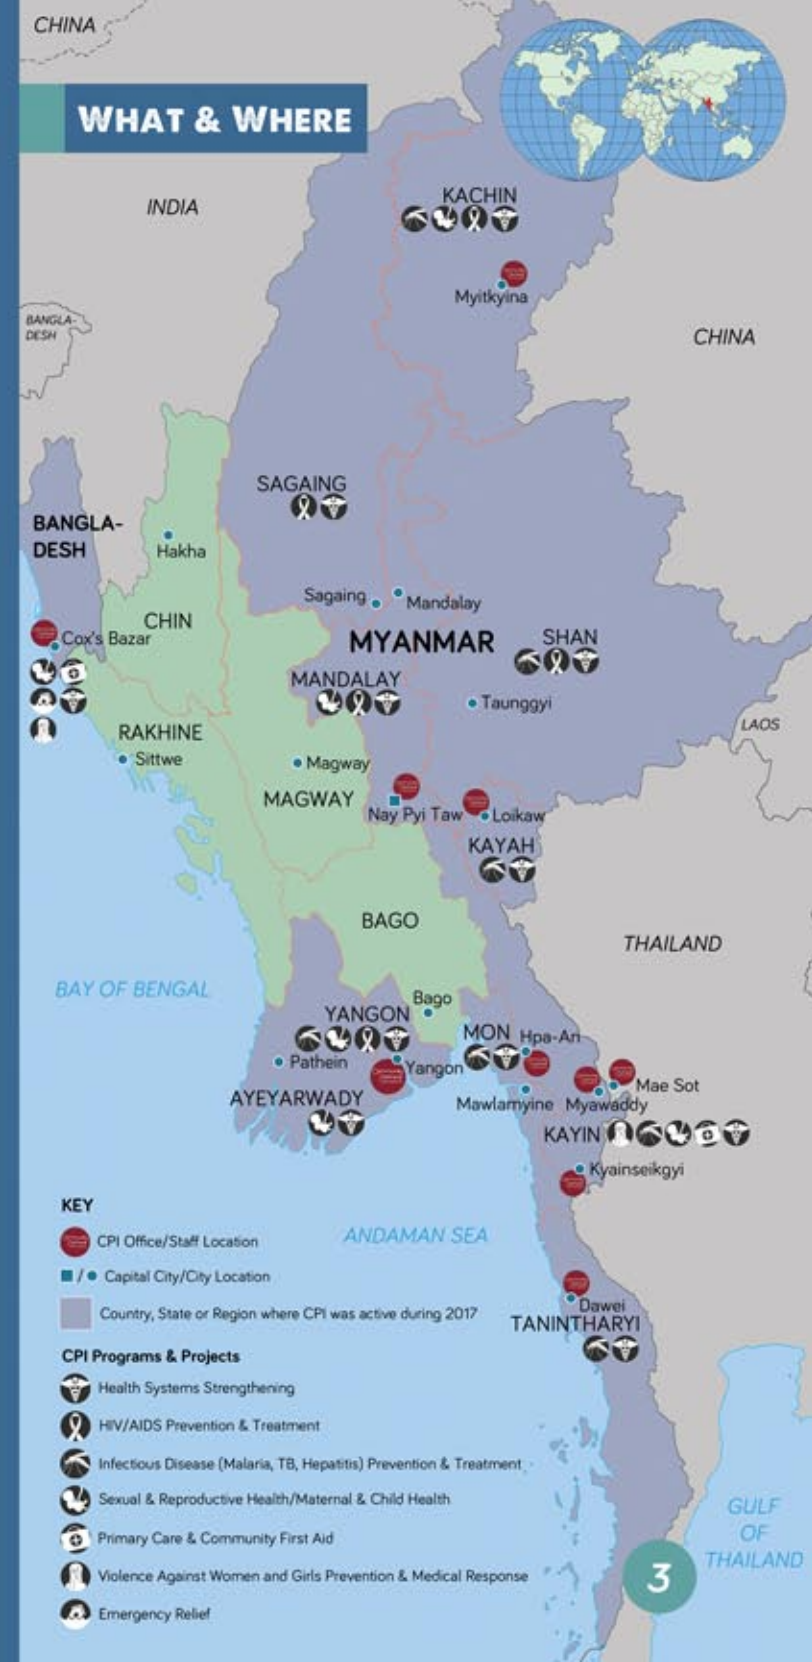 CHINA
WHAT & WHERE
INDIA
KACHIN
Myitkyina
BANGLA-
DESH
CHINA
SAGAING
BANGLA-
DESH
Hakha
Sagaing
Mandalay
CHIN
MYANMAR
SHAN
Cox's Bazar
MANDALAY
Taunggyi
LAOS
RAKHINE
Sittwe
Magway
MAGWAY
Nay Pyi Taw
Loikaw
KAYAH
BAGO
THAILAND
BAY OF BENGAL
Bago
YANGON
MON
Hpa-An
Pathein
Yangon
Mae Sot
AYEYARWADY
Mawlamyine
Myawaddy
KAYIN
Kyainseikgyi
KEY
CPI Office/Staff Location
ANDAMAN SEA
/
Capital City/City Location
Dawei
Country, State or Region where CPI was active during 2017
TANINTHARYI
CPI Programs & Projects
Health Systems Strengthening
HIV/AIDS Prevention & Treatment
Infectious Disease (Malaria, TB, Hepatitis) Prevention & Treatment
Sexual & Reproductive Health/Maternal & Child Health
GULF
OF
THAILAND
Primary Care & Community First Aid
Violence Against Women and Girls Prevention & Medical Response
3
Emergency Relief